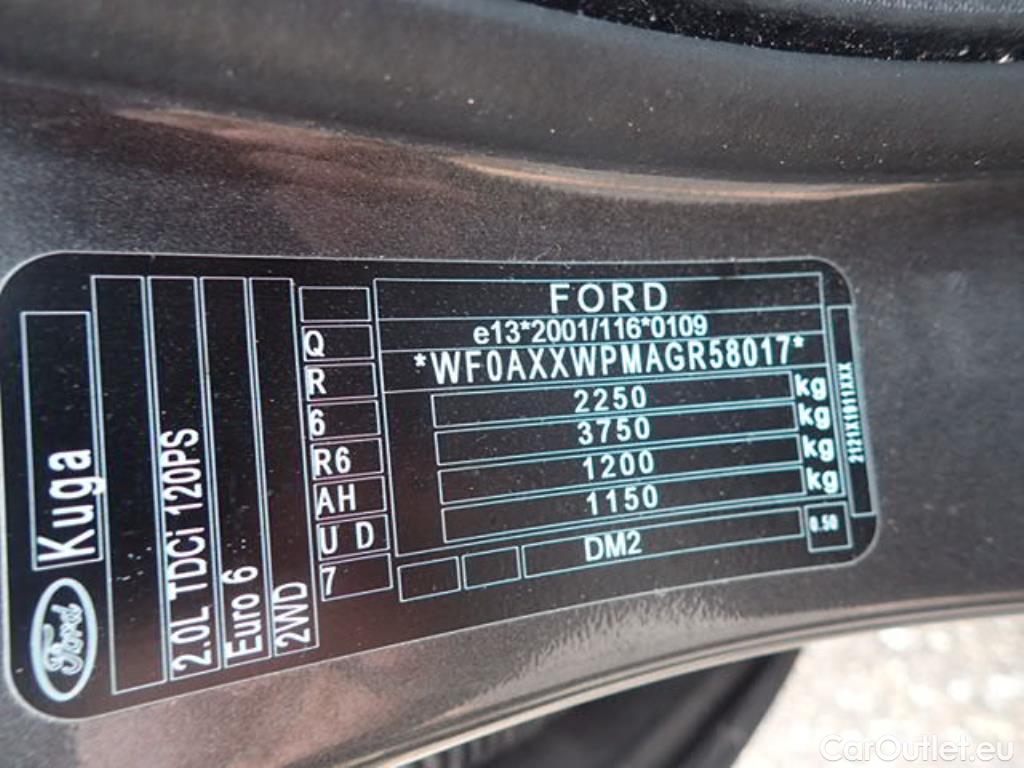 FORD
e13*2001/116*0109
*WF0AXXWPMAGR58017*
2250 kg
3750 kg
1200 kg
1150 kg
DM2
0.50
2121X1911XXX
Q
R
6
R6
AH
U D
7
Kuga
2.0L TDCi 120PS
Euro 6
2WD
Ford
CarOutlet.eu